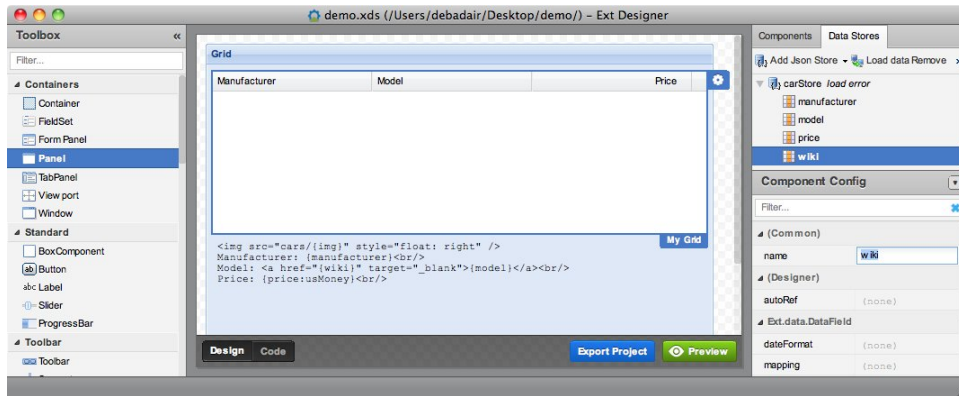 demo.xds (/Users/debadair/Desktop/demo/) – Ext Designer
Toolbox «
Filter...
Containers
Container
FieldSet
Form Panel
Panel
TabPanel
View port
Window
Standard
BoxComponent
ab Button
abc Label
Slider
ProgressBar
Toolbar
Toolbar
Grid
Manufacturer Model Price
My Grid
<img src="cars/{img}" style="float: right" />
Manufacturer: {manufacturer}<br/>
Model: <a href="{wiki}" target="_blank">{model}</a><br/>
Price: {price:usMoney}<br/>
Design Code Export Project Preview
Components Data Stores
Add Json Store Load data Remove »
carStore load error
manufacturer
model
price
wiki
Component Config
Filter...
(Common)
name wiki
(Designer)
autoRef (none)
Ext.data.DataField
dateFormat (none)
mapping (none)